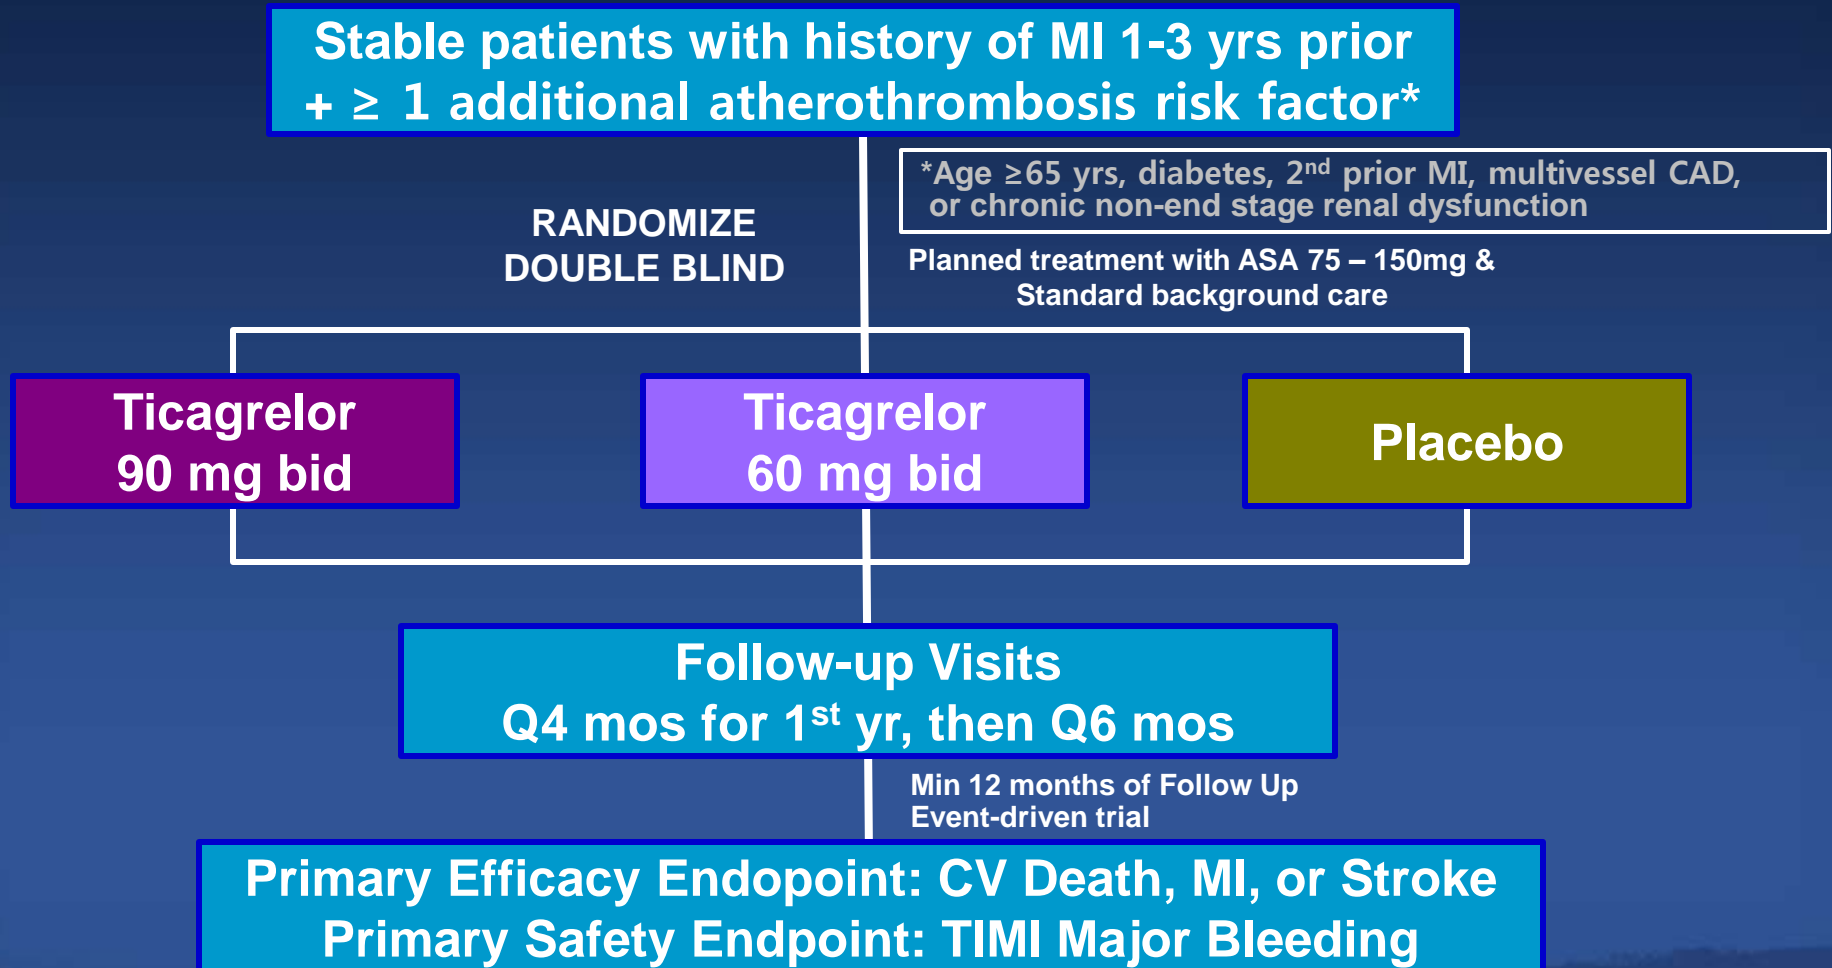 Stable patients with history of MI 1-3 yrs prior
+ ≥ 1 additional atherothrombosis risk factor*
*Age ≥65 yrs, diabetes, 2nd prior MI, multivessel CAD,
or chronic non-end stage renal dysfunction
RANDOMIZE
DOUBLE BLIND
Planned treatment with ASA 75 – 150mg &
Standard background care
Ticagrelor
90 mg bid
Ticagrelor
60 mg bid
Placebo
Follow-up Visits
Q4 mos for 1st yr, then Q6 mos
Min 12 months of Follow Up
Event-driven trial
Primary Efficacy Endopoint: CV Death, MI, or Stroke
Primary Safety Endpoint: TIMI Major Bleeding